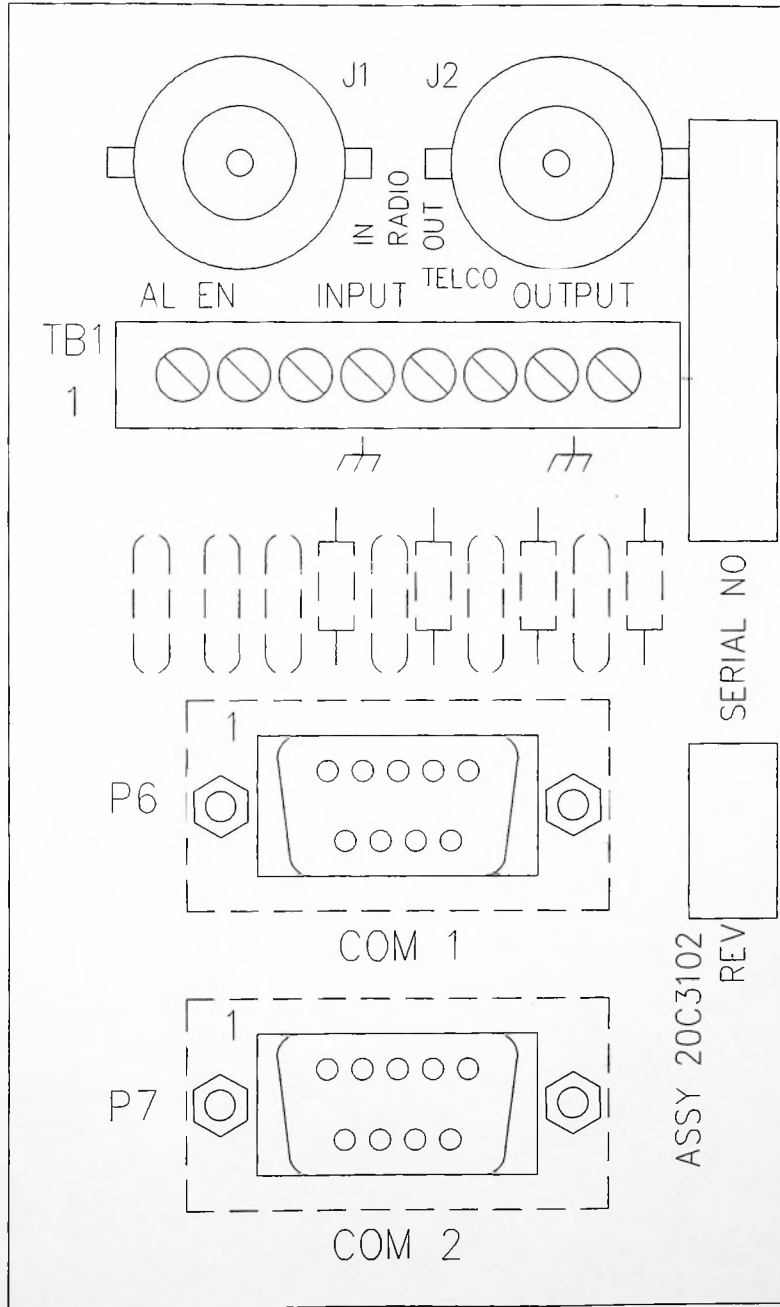 J1
J2
IN
RADIO
OUT
TELCO
AL EN
INPUT
OUTPUT
TB1
1
SERIAL NO
1
P6
COM 1
REV
ASSY 20C3102
1
P7
COM 2